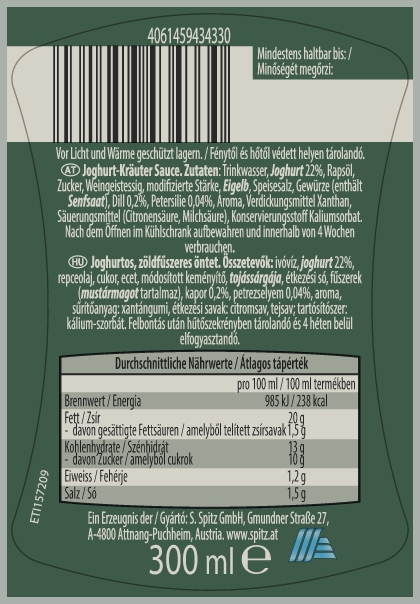 4061459434330
Mindestens haltbar bis: /
Minőségét megőrzi:
Vor Licht und Wärme geschützt lagern. / Fénytől és hőtől védett helyen tárolandó.
AT Joghurt-Kräuter Sauce. Zutaten: Trinkwasser, Joghurt 22%, Rapsöl,
Zucker, Weingeistessig, modifizierte Stärke, Eigelb, Speisesalz, Gewürze (enthält
Senfsaat), Dill 0,2%, Petersilie 0,04%, Aroma, Verdickungsmittel Xanthan,
Säuerungsmittel (Citronensäure, Milchsäure), Konservierungsstoff Kaliumsorbat.
Nach dem Öffnen im Kühlschrank aufbewahren und innerhalb von 4 Wochen
verbrauchen.
HU Joghurtos, zöldfűszeres öntet. Összetevők: ivóvíz, joghurt 22%,
repceolaj, cukor, ecet, módosított keményítő, tojássárgája, étkezési só, fűszerek
(mustármagot tartalmaz), kapor 0,2%, petrezselyem 0,04%, aroma,
sűrítőanyag: xantángumi, étkezési savak: citromsav, tejsav; tartósítószer:
kálium-szorbát. Felbontás után hűtőszekrényben tárolandó és 4 héten belül
elfogyasztandó.
Durchschnittliche Nährwerte / Átlagos tápérték
pro 100 ml / 100 ml termékben
Brennwert / Energia 985 kJ / 238 kcal
Fett / Zsír 20 g
- davon gesättigte Fettsäuren / amelyből telített zsírsavak 1,5 g
Kohlenhydrate / Szénhidrát 13 g
- davon Zucker / amelyből cukrok 10 g
Eiweiss / Fehérje 1,2 g
Salz / Só 1,5 g
ETI157209
Ein Erzeugnis der / Gyártó: S. Spitz GmbH, Gmundner Straße 27,
A-4800 Attnang-Puchheim, Austria. www.spitz.at
300 ml e